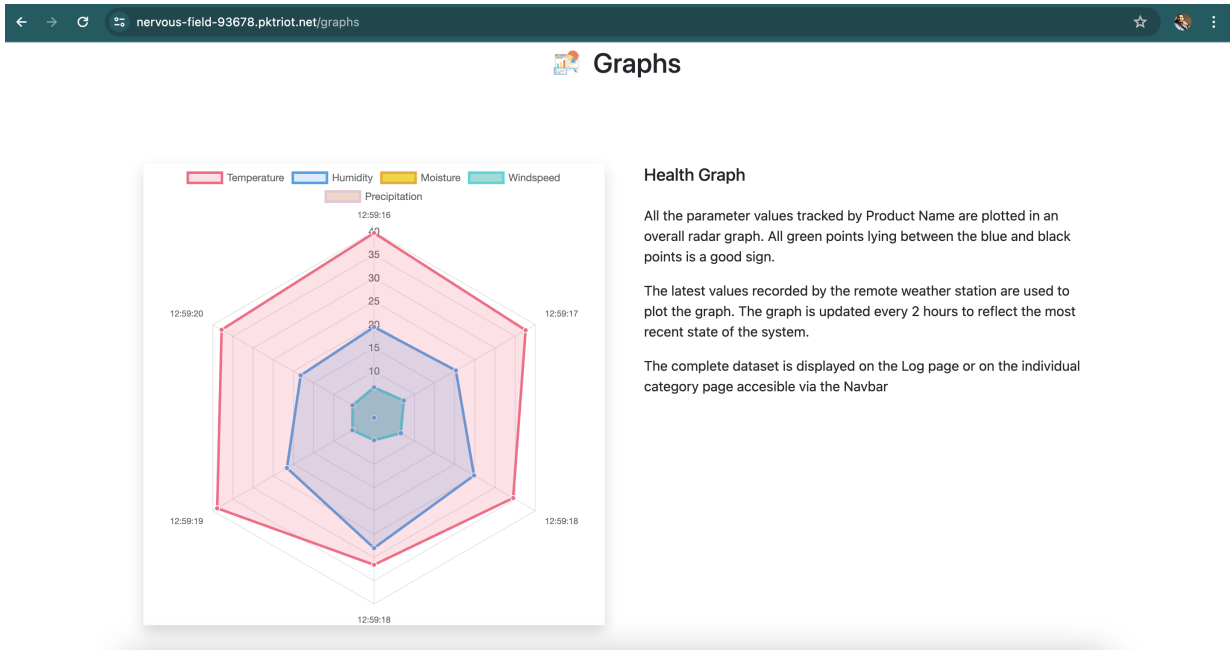 nervous-field-93678.pktriot.net/graphs
Graphs
Temperature Humidity Moisture Windspeed
Precipitation
12:59:16
40
35
30
25
20
15
10
12:59:20
12:59:17
12:59:19
12:59:18
12:59:18
Health Graph
All the parameter values tracked by Product Name are plotted in an
overall radar graph. All green points lying between the blue and black
points is a good sign.
The latest values recorded by the remote weather station are used to
plot the graph. The graph is updated every 2 hours to reflect the most
recent state of the system.
The complete dataset is displayed on the Log page or on the individual
category page accesible via the Navbar